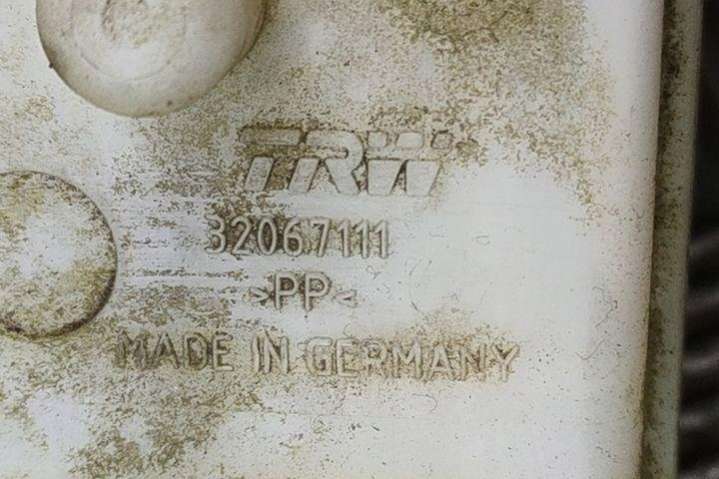 TRW
32067111
>PP<
MADE IN GERMANY